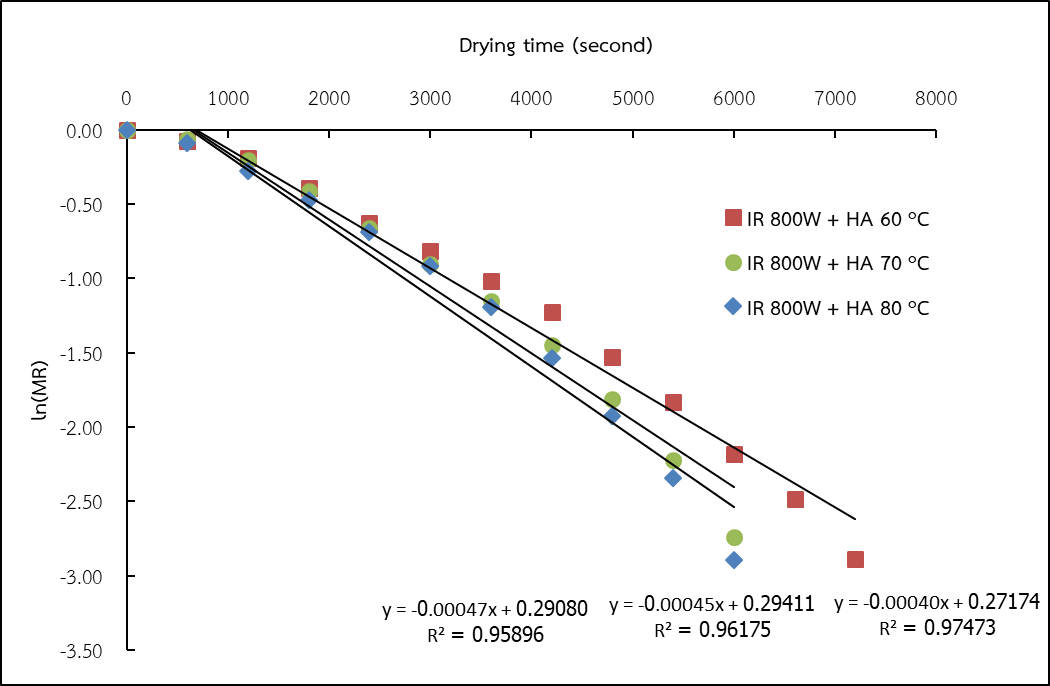 Drying time (second)
0 1000 2000 3000 4000 5000 6000 7000 8000
0.00
-0.50
-1.00
-1.50
-2.00
-2.50
-3.00
-3.50
ln(MR)
IR 800W + HA 60 °C
IR 800W + HA 70 °C
IR 800W + HA 80 °C
y = -0.00047x + 0.29080
R² = 0.95896
y = -0.00045x + 0.29411
R² = 0.96175
y = -0.00040x + 0.27174
R² = 0.97473